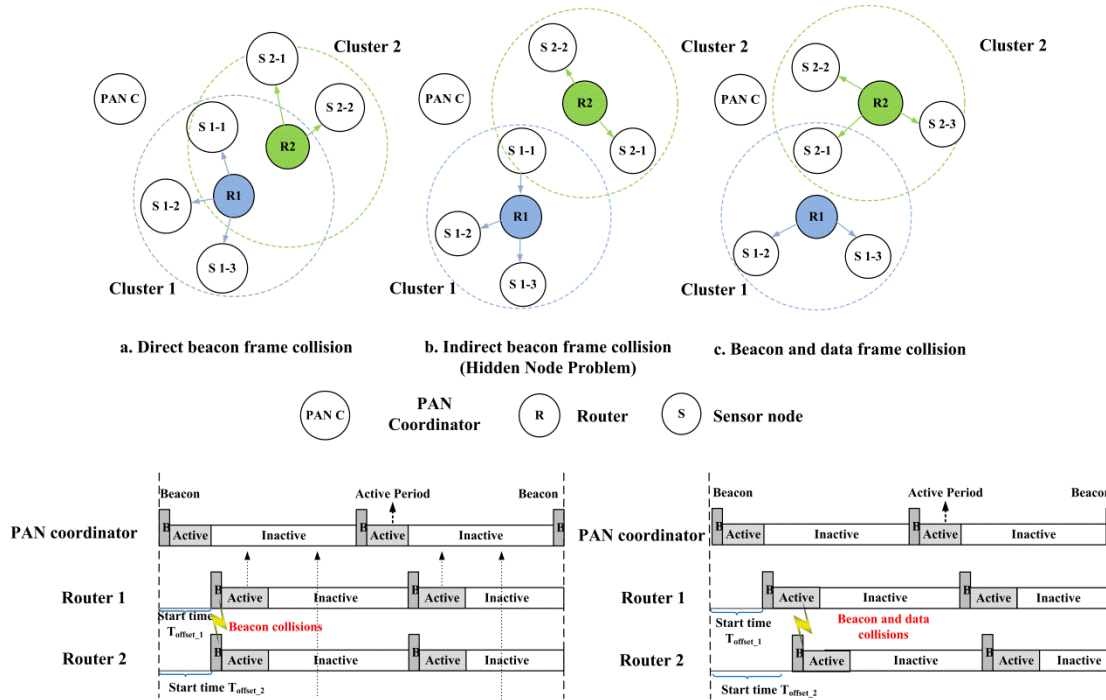 Cluster 2
S 2-1
PAN C
S 2-2
S 1-1
R2
R1
S 1-2
S 1-3
Cluster 1
a. Direct beacon frame collision
Cluster 2
S 2-2
PAN C
R2
S 1-1
S 2-1
R1
S 1-2
S 1-3
Cluster 1
b. Indirect beacon frame collision
(Hidden Node Problem)
Cluster 2
S 2-2
PAN C
R2
S 2-3
S 2-1
R1
S 1-2
S 1-3
Cluster 1
c. Beacon and data frame collision
PAN C
PAN
Coordinator
R
Router
S
Sensor node
Beacon
Active Period
Beacon
PAN coordinator
B
Active
Inactive
B
Active
Inactive
B
Router 1
B
Active
Inactive
B
Active
Inactive
Start time
Toffset_1
Beacon collisions
Router 2
B
Active
Inactive
B
Active
Inactive
Start time Toffset_2
Beacon
Active Period
Beacon
PAN coordinator
B
Active
Inactive
B
Active
Inactive
Router 1
B
Active
Inactive
B
Active
Inactive
Start time
Toffset_1
Beacon and data
collisions
Router 2
B
Active
Inactive
B
Active
Inactive
Start time Toffset_2